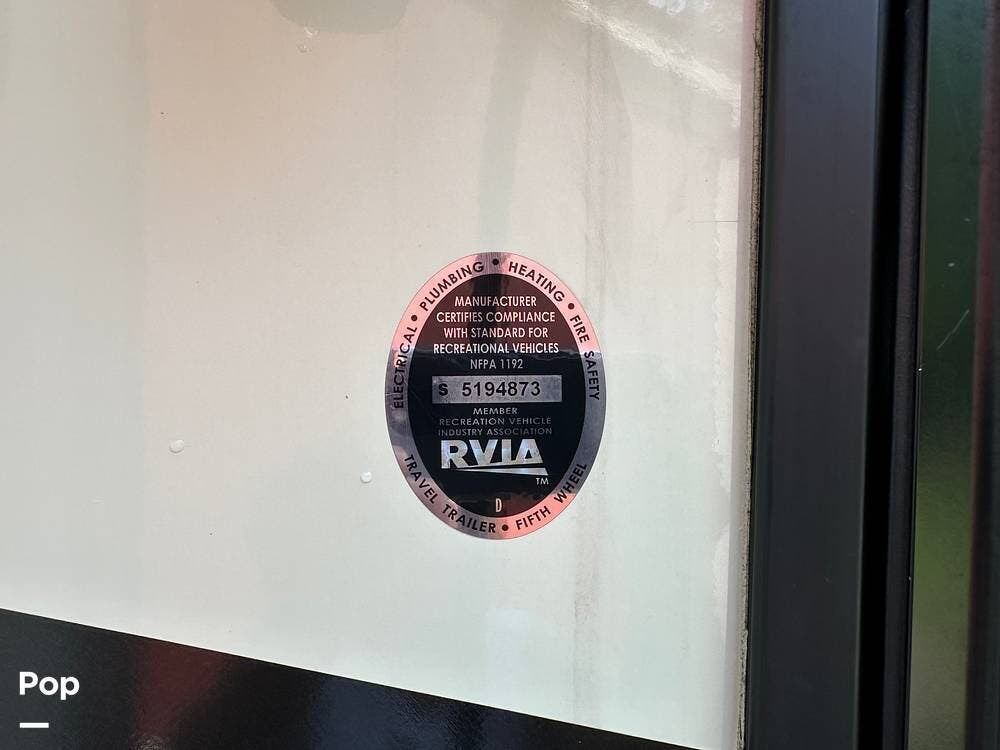 ELECTRICAL • PLUMBING • HEATING • FIRE SAFETY
MANUFACTURER
CERTIFIES COMPLIANCE
WITH STANDARD FOR
RECREATIONAL VEHICLES
NFPA 1192
S 5194873
MEMBER
RECREATION VEHICLE
INDUSTRY ASSOCIATION
RVIA
TM
D
TRAVEL TRAILER • FIFTH WHEEL
Pop